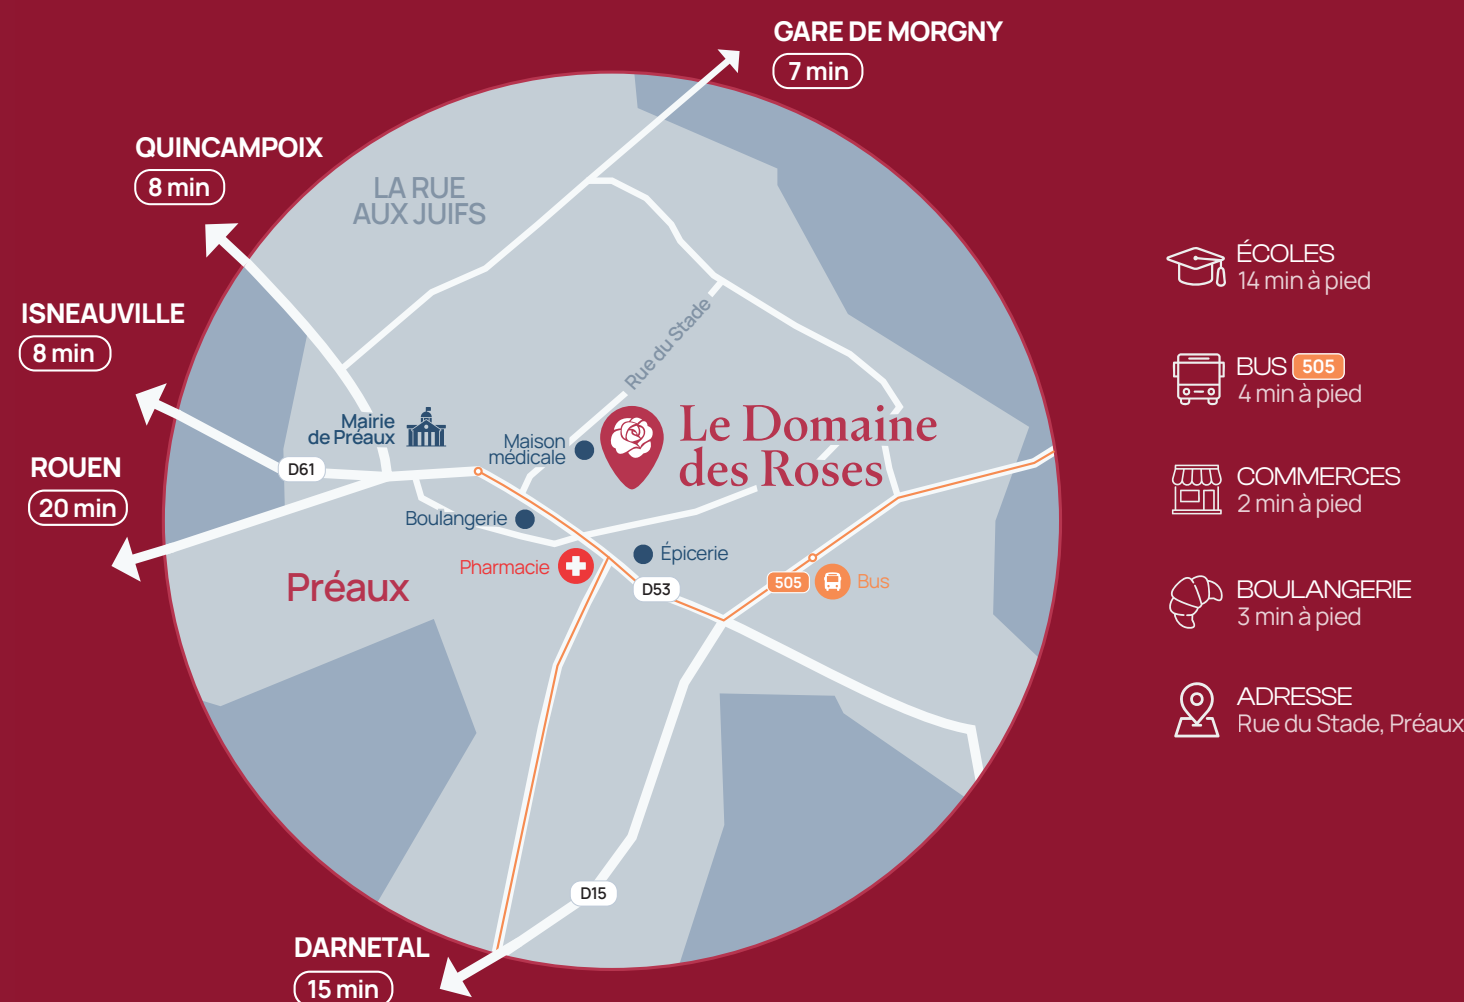 GARE DE MORGNY
7 min
QUINCAMPOIX
8 min
LA RUE
AUX JUIFS
ISNEAUVILLE
8 min
Rue du Stade
Mairie
de Préaux
Maison
médicale
Le Domaine
des Roses
ROUEN
20 min
D61
Boulangerie
Pharmacie
Épicerie
Préaux
D53
505
Bus
D15
DARNETAL
15 min
ÉCOLES
14 min à pied
BUS 505
4 min à pied
COMMERCES
2 min à pied
BOULANGERIE
3 min à pied
ADRESSE
Rue du Stade, Préaux